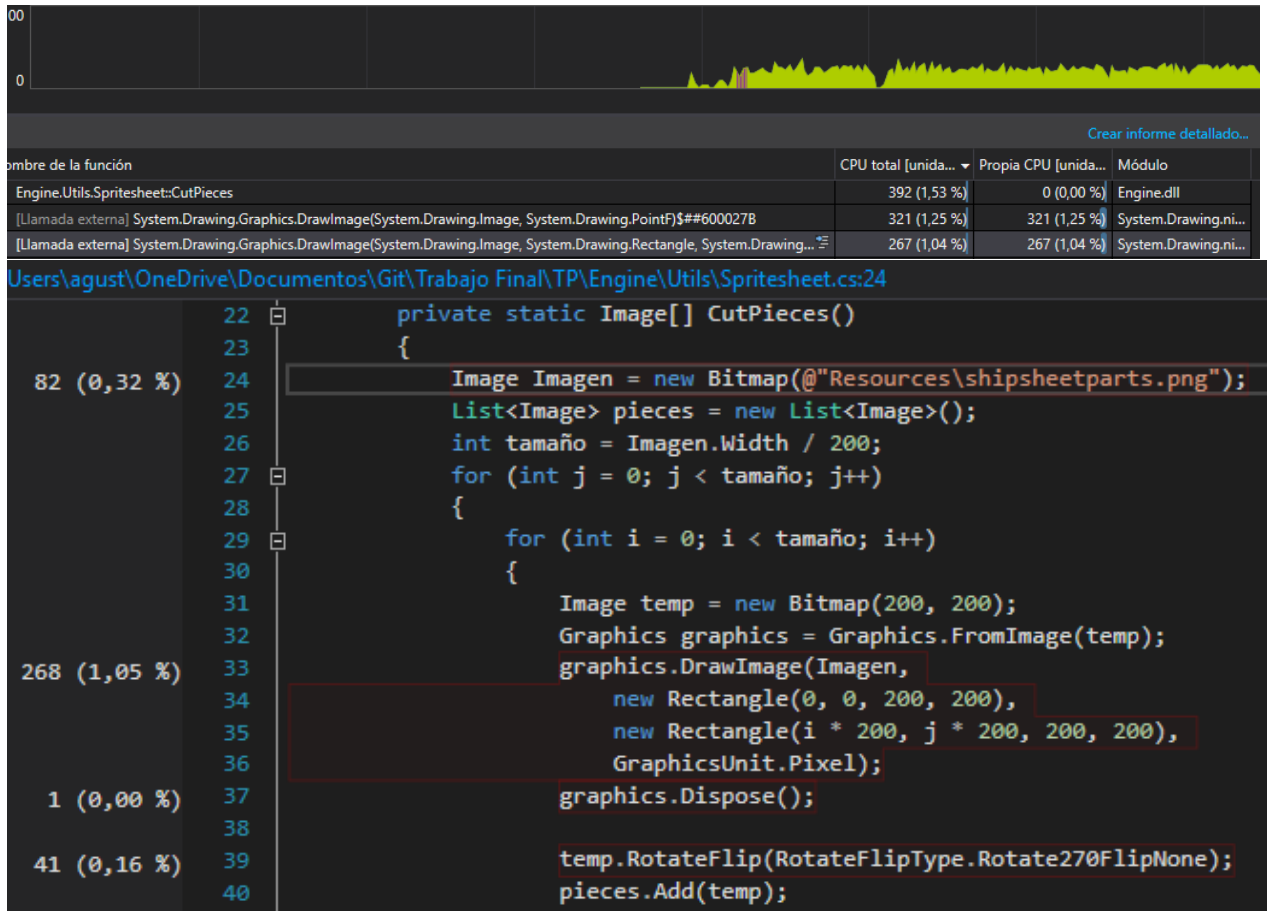 00
0
Crear informe detallado...
ombre de la función CPU total [unida... Propia CPU [unida... Módulo
Engine.Utils.Spritesheet::CutPieces 392 (1,53 %) 0 (0,00 %) Engine.dll
[Llamada externa] System.Drawing.Graphics.DrawImage(System.Drawing.Image, System.Drawing.PointF)$##600027B 321 (1,25 %) 321 (1,25 %) System.Drawing.ni...
[Llamada externa] System.Drawing.Graphics.DrawImage(System.Drawing.Image, System.Drawing.Rectangle, System.Drawing... 267 (1,04 %) 267 (1,04 %) System.Drawing.ni...
Users\agust\OneDrive\Documentos\Git\Trabajo Final\TP\Engine\Utils\Spritesheet.cs:24
22 private static Image[] CutPieces()
23 {
82 (0,32 %) 24 Image Imagen = new Bitmap(@"Resources\shipsheetparts.png");
25 List<Image> pieces = new List<Image>();
26 int tamaño = Imagen.Width / 200;
27 for (int j = 0; j < tamaño; j++)
28 {
29 for (int i = 0; i < tamaño; i++)
30 {
31 Image temp = new Bitmap(200, 200);
32 Graphics graphics = Graphics.FromImage(temp);
268 (1,05 %) 33 graphics.DrawImage(Imagen,
34 new Rectangle(0, 0, 200, 200),
35 new Rectangle(i * 200, j * 200, 200, 200),
36 GraphicsUnit.Pixel);
1 (0,00 %) 37 graphics.Dispose();
38
41 (0,16 %) 39 temp.RotateFlip(RotateFlipType.Rotate270FlipNone);
40 pieces.Add(temp);